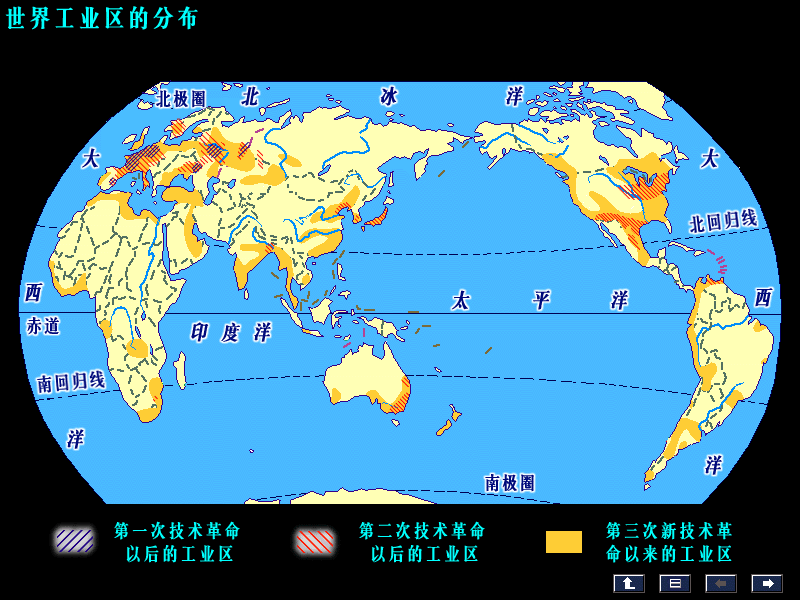 世界工业区的分布
北极圈 北 冰 洋
大 大
北回归线
西 太 平 洋 西
赤道 印 度 洋
南回归线
洋 洋
南极圈
第一次技术革命
以后的工业区
第二次技术革命
以后的工业区
第三次新技术革
命以来的工业区